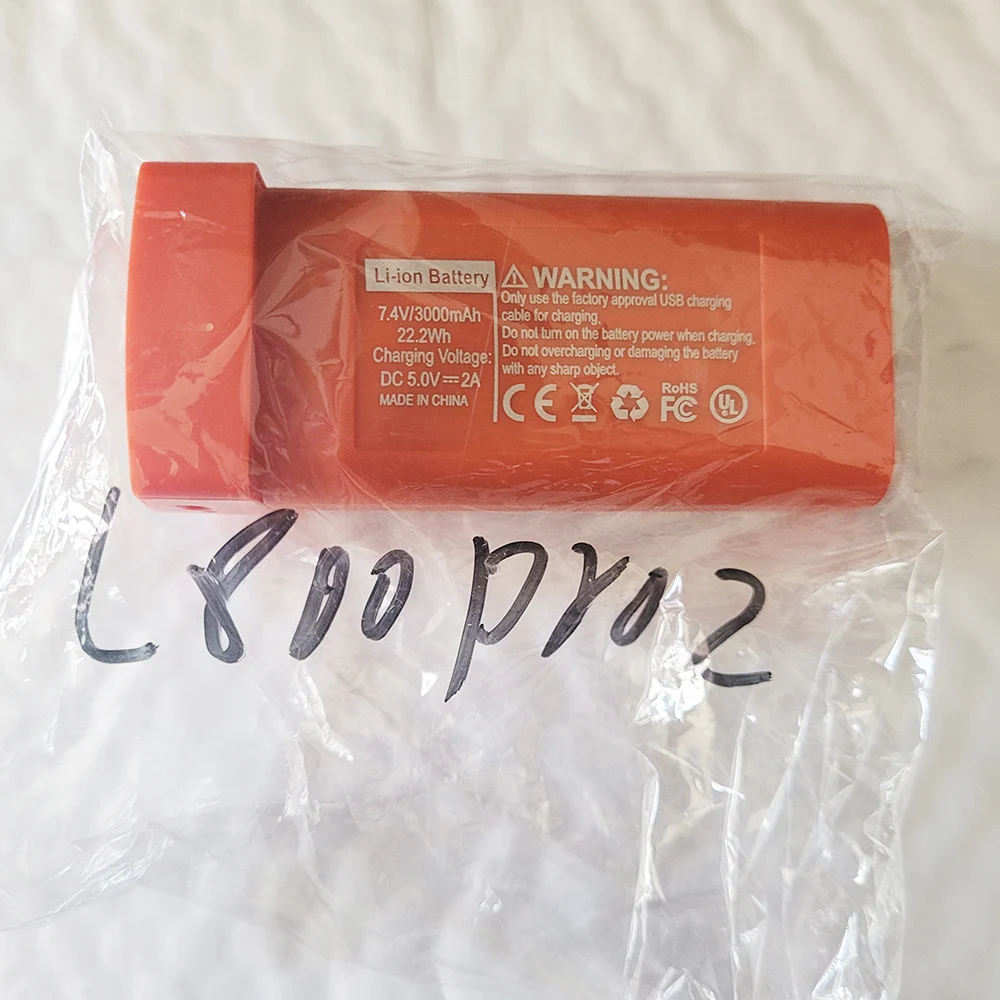 Li-ion Battery
7.4V/3000mAh
22.2Wh
Charging Voltage:
DC 5.0V⎓2A
MADE IN CHINA
⚠ WARNING:
Only use the factory approval USB charging
cable for charging.
Do not turn on the battery power when charging.
Do not overcharging or damaging the battery
with any sharp object.
CE RoHS FC UL
L800pro2